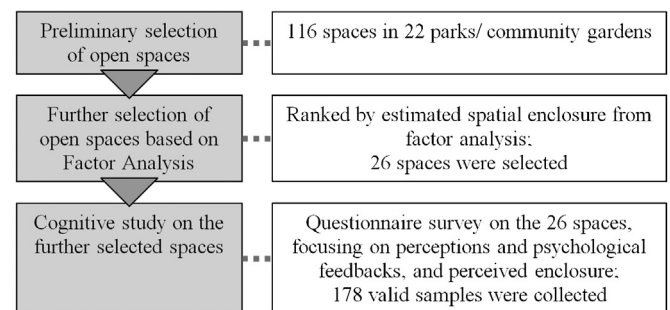 Preliminary selection
of open spaces
116 spaces in 22 parks/ community gardens
Further selection of
open spaces based on
Factor Analysis
Ranked by estimated spatial enclosure from
factor analysis;
26 spaces were selected
Cognitive study on the
further selected spaces
Questionnaire survey on the 26 spaces,
focusing on perceptions and psychological
feedbacks, and perceived enclosure;
178 valid samples were collected